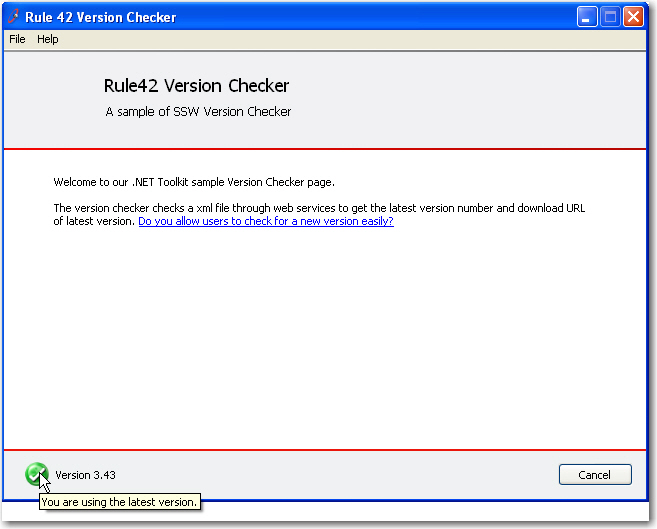 Rule 42 Version Checker
File Help
Rule42 Version Checker
A sample of SSW Version Checker
Welcome to our .NET Toolkit sample Version Checker page.
The version checker checks a xml file through web services to get the latest version number and download URL
of latest version. Do you allow users to check for a new version easily?
Version 3.43
Cancel
You are using the latest version.